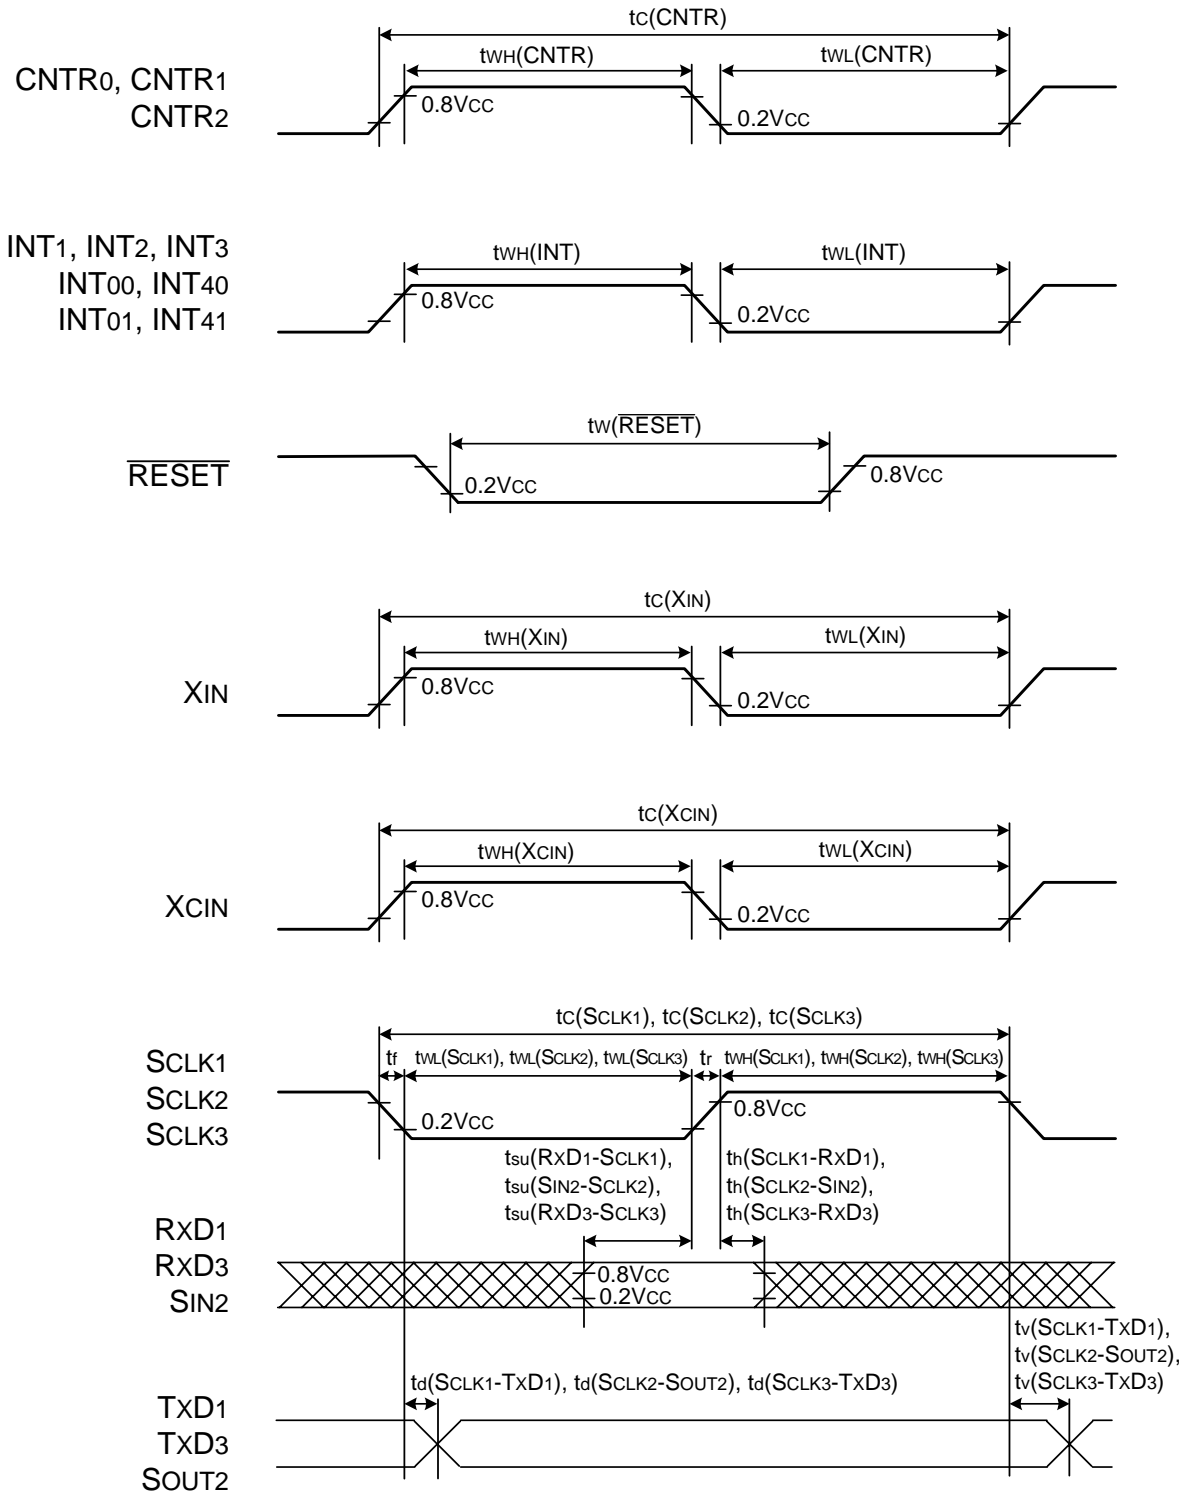 tC(CNTR)
tWH(CNTR)
tWL(CNTR)
CNTR0, CNTR1
CNTR2
0.8VCC
0.2VCC
INT1, INT2, INT3
INT00, INT40
INT01, INT41
tWH(INT)
tWL(INT)
0.8VCC
0.2VCC
tW(RESET)
RESET
0.2VCC
0.8VCC
tC(XIN)
tWH(XIN)
tWL(XIN)
XIN
0.8VCC
0.2VCC
tC(XCIN)
tWH(XCIN)
tWL(XCIN)
XCIN
0.8VCC
0.2VCC
tC(SCLK1), tC(SCLK2), tC(SCLK3)
tf
tWL(SCLK1), tWL(SCLK2), tWL(SCLK3)
tr
tWH(SCLK1), tWH(SCLK2), tWH(SCLK3)
SCLK1
SCLK2
SCLK3
0.2VCC
0.8VCC
tsu(RXD1-SCLK1),
tsu(SIN2-SCLK2),
tsu(RXD3-SCLK3)
th(SCLK1-RXD1),
th(SCLK2-SIN2),
th(SCLK3-RXD3)
RXD1
RXD3
SIN2
0.8VCC
0.2VCC
tv(SCLK1-TXD1),
tv(SCLK2-SOUT2),
tv(SCLK3-TXD3)
td(SCLK1-TXD1), td(SCLK2-SOUT2), td(SCLK3-TXD3)
TXD1
TXD3
SOUT2